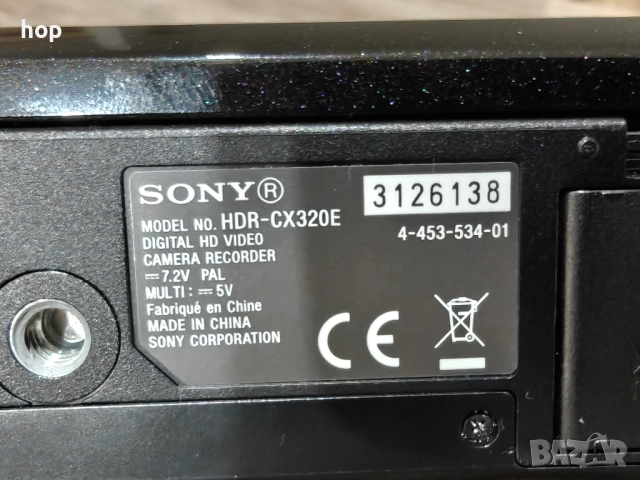 hop
SONY®
3126138
MODEL NO. HDR-CX320E
4-453-534-01
DIGITAL HD VIDEO
CAMERA RECORDER
⎓7.2V PAL
MULTI : ⎓5V
Fabriqué en Chine
MADE IN CHINA
SONY CORPORATION
CE
БАЗАР